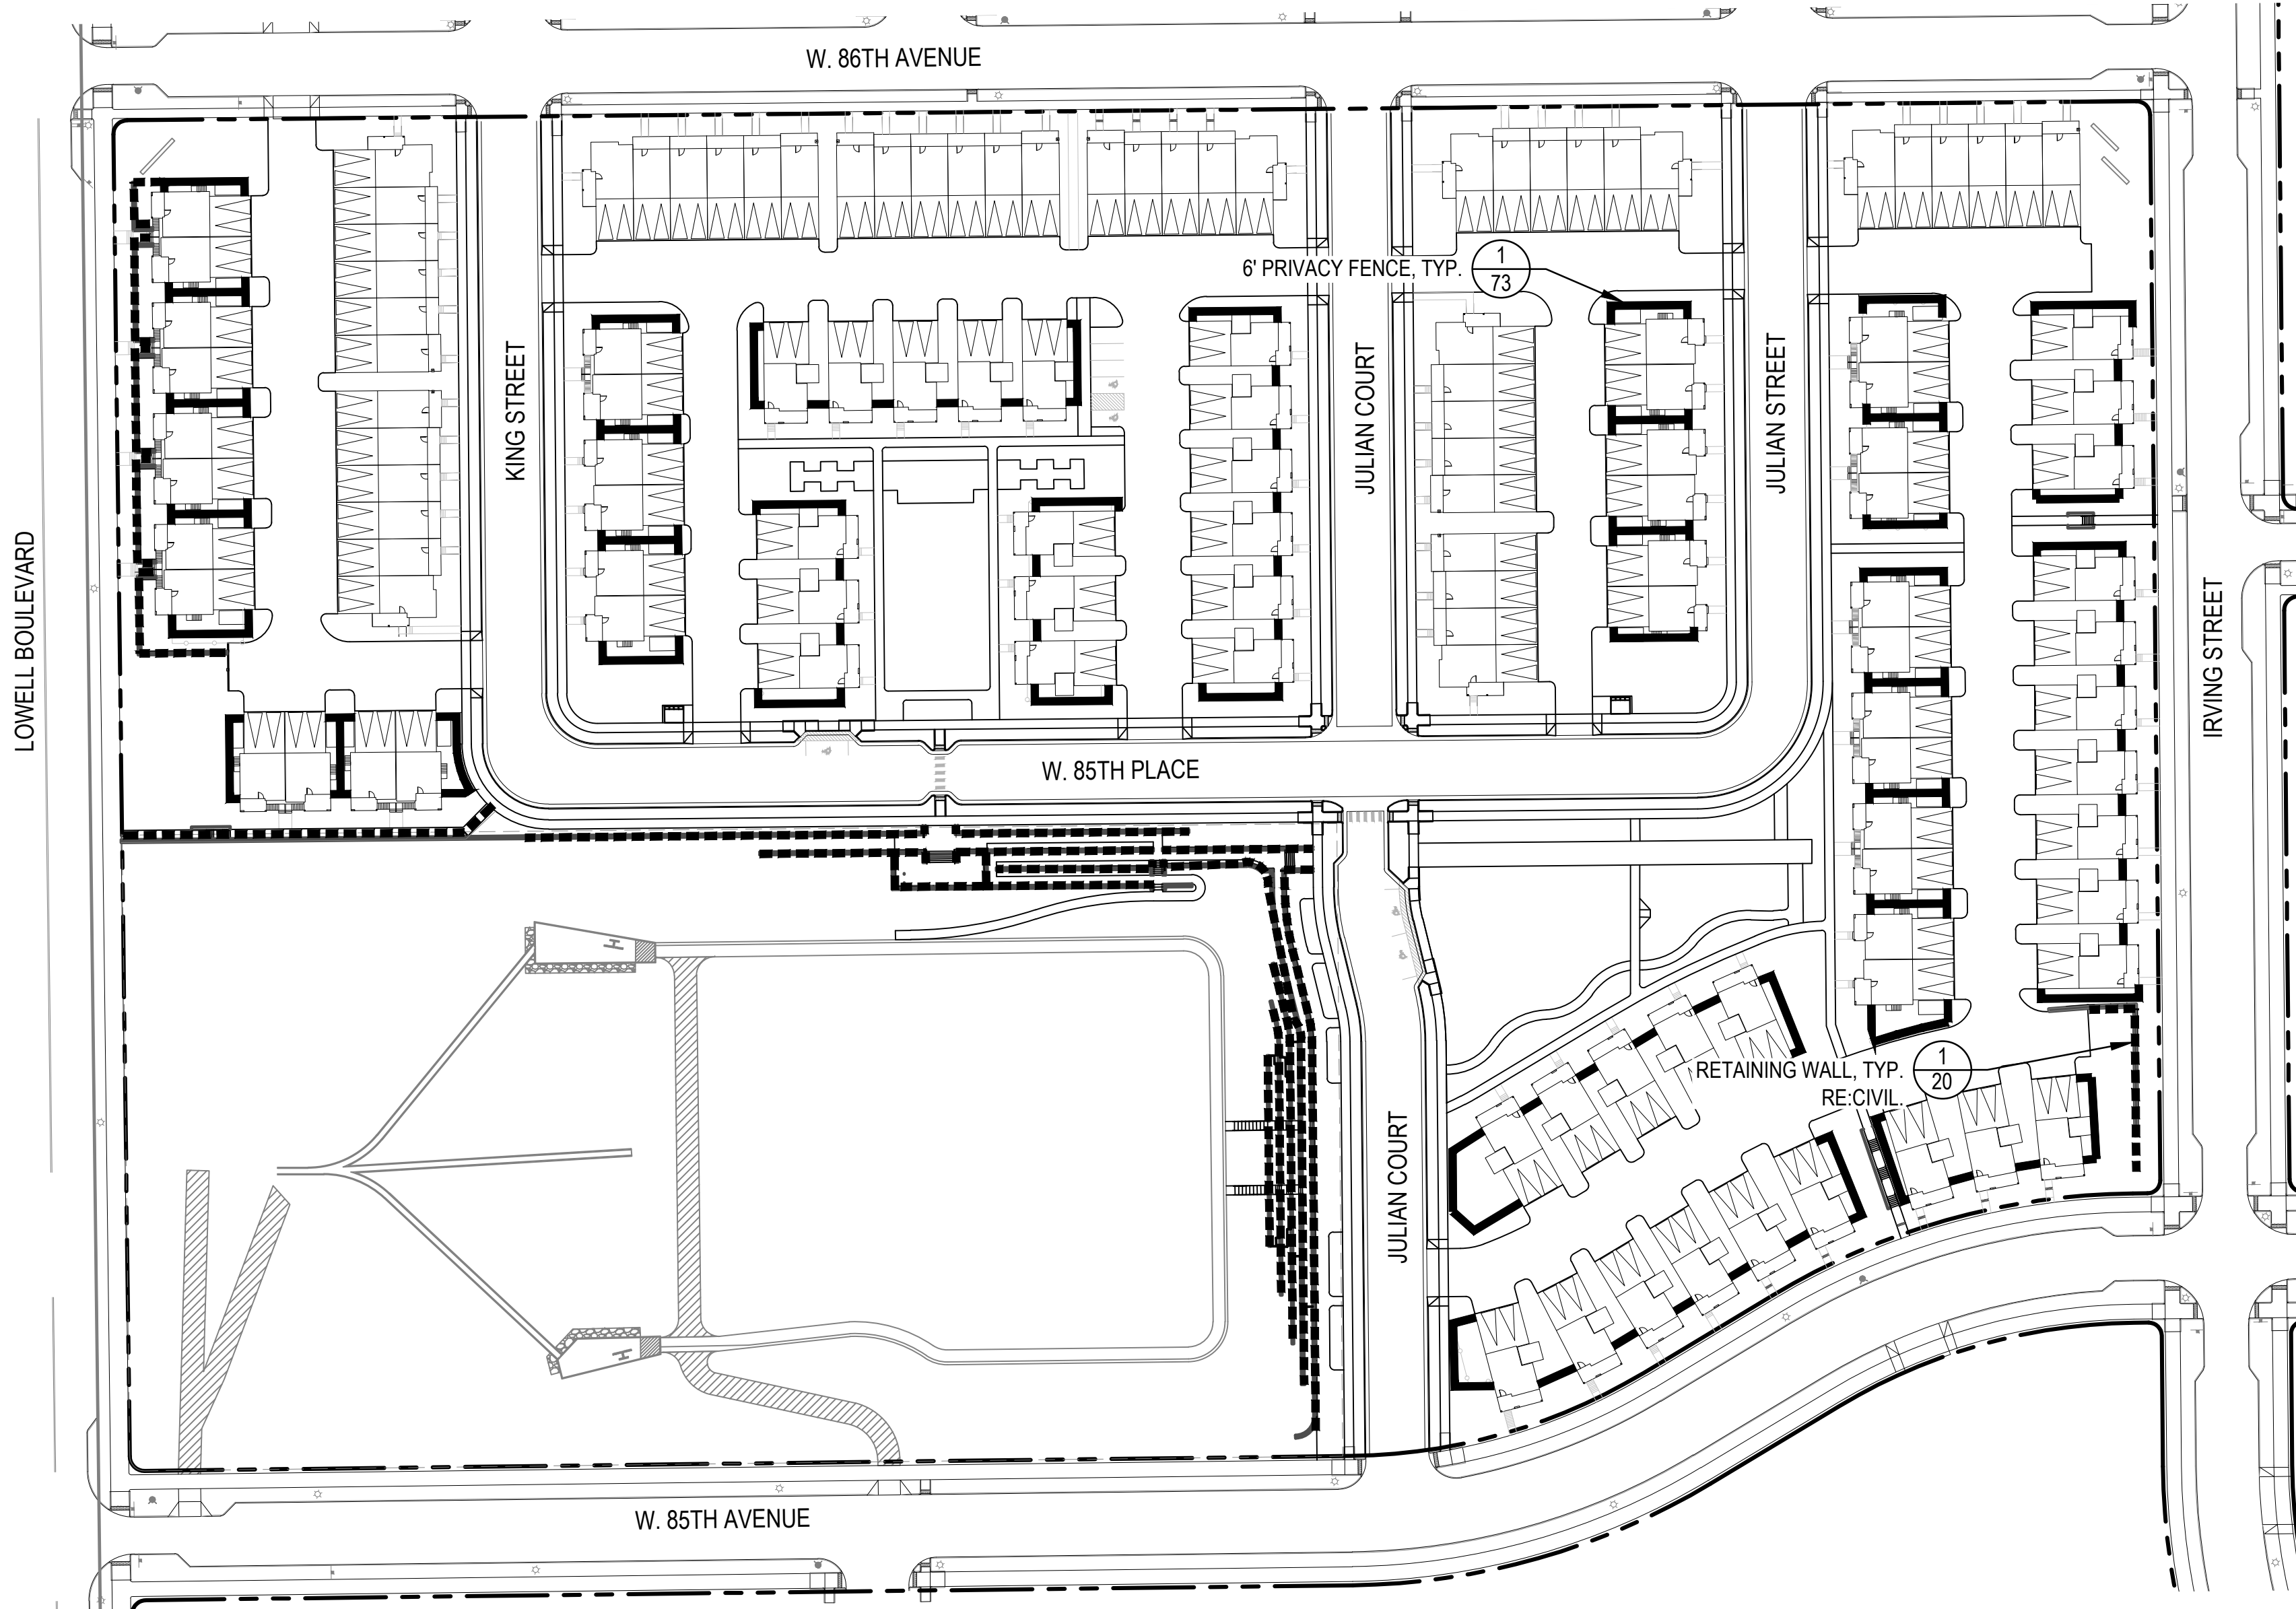 W. 86TH AVENUE
6' PRIVACY FENCE, TYP.
1
73
KING STREET
JULIAN COURT
JULIAN STREET
LOWELL BOULEVARD
IRVING STREET
W. 85TH PLACE
H
RETAINING WALL, TYP.
RE:CIVIL.
1
20
JULIAN COURT
H
W. 85TH AVENUE